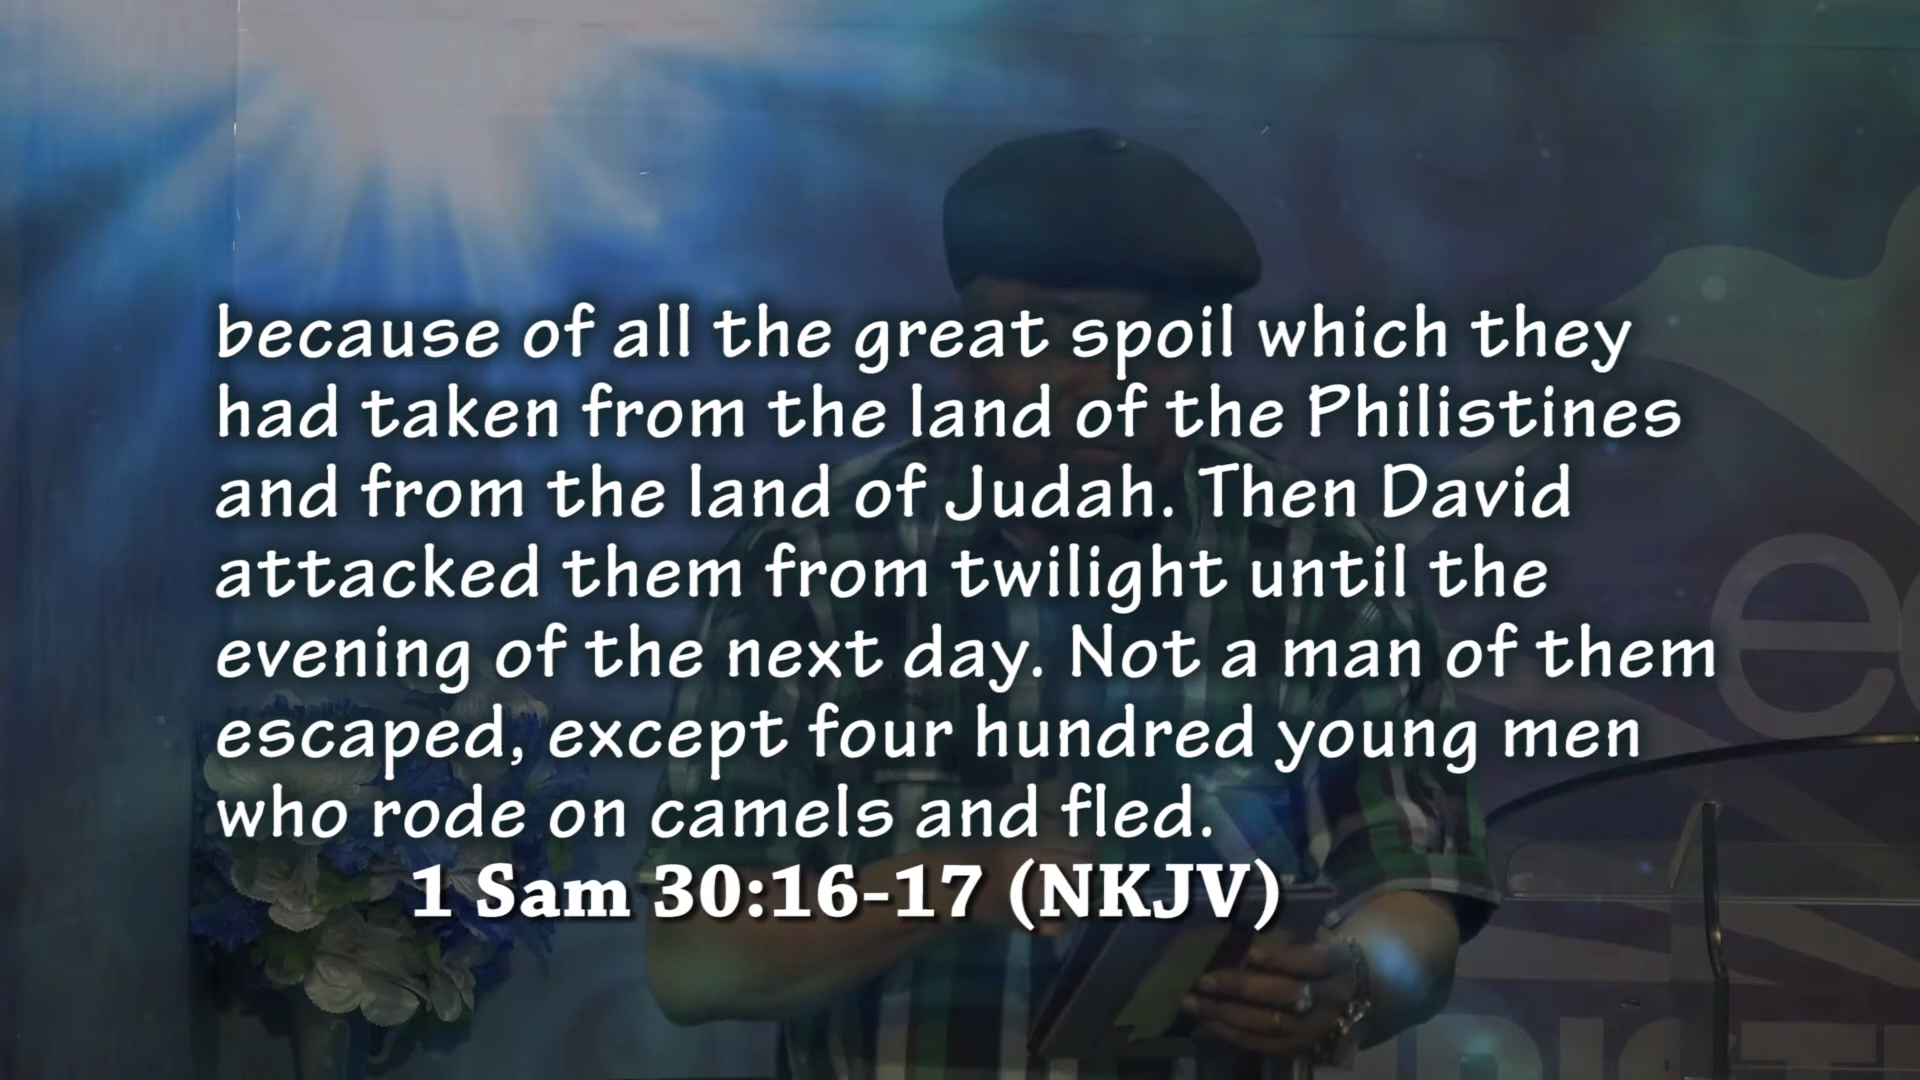 because of all the great spoil which they
had taken from the land of the Philistines
and from the land of Judah. Then David
attacked them from twilight until the
evening of the next day. Not a man of them
escaped, except four hundred young men
who rode on camels and fled.
1 Sam 30:16-17 (NKJV)